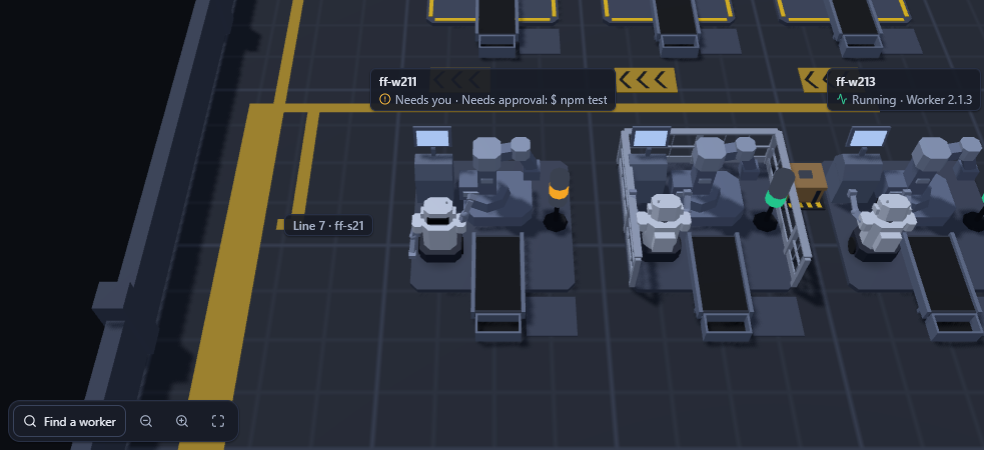 ff-w211
Needs you · Needs approval: $ npm test
ff-w213
Running · Worker 2.1.3
Line 7 · ff-s21
Find a worker